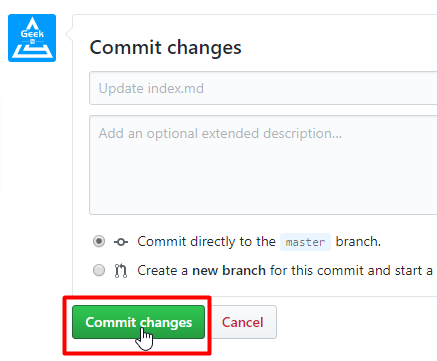 Geek
Commit changes
Update index.md
Add an optional extended description...
Commit directly to the master branch.
Create a new branch for this commit and start a
Commit changes
Cancel